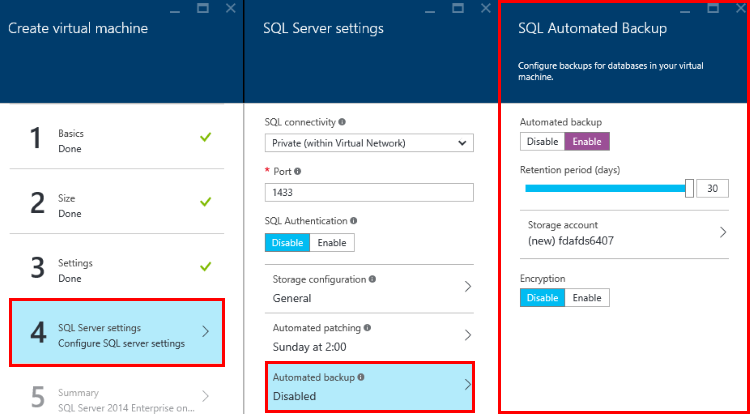 Create virtual machine
1
Basics
Done
2
Size
Done
3
Settings
Done
4
SQL Server settings
Configure SQL server settings
5
Summary
SQL Server 2014 Enterprise on...
SQL Server settings
SQL connectivity
Private (within Virtual Network)
* Port
1433
SQL Authentication
Disable Enable
Storage configuration
General
Automated patching
Sunday at 2:00
Automated backup
Disabled
SQL Automated Backup
Configure backups for databases in your virtual
machine.
Automated backup
Disable Enable
Retention period (days)
30
Storage account
(new) fdafds6407
Encryption
Disable Enable